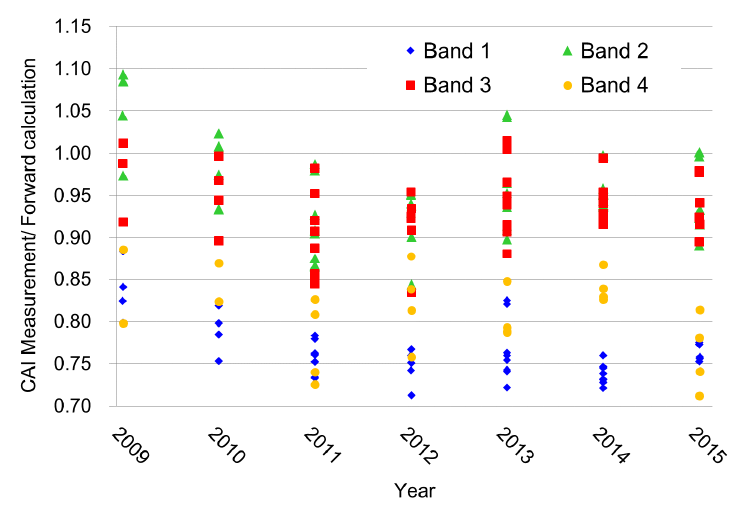 1.15
1.10
1.05
1.00
0.95
0.90
0.85
0.80
0.75
0.70
CAI Measurement/ Forward calculation
Band 1
Band 2
Band 3
Band 4
2009
2010
2011
2012
2013
2014
2015
Year